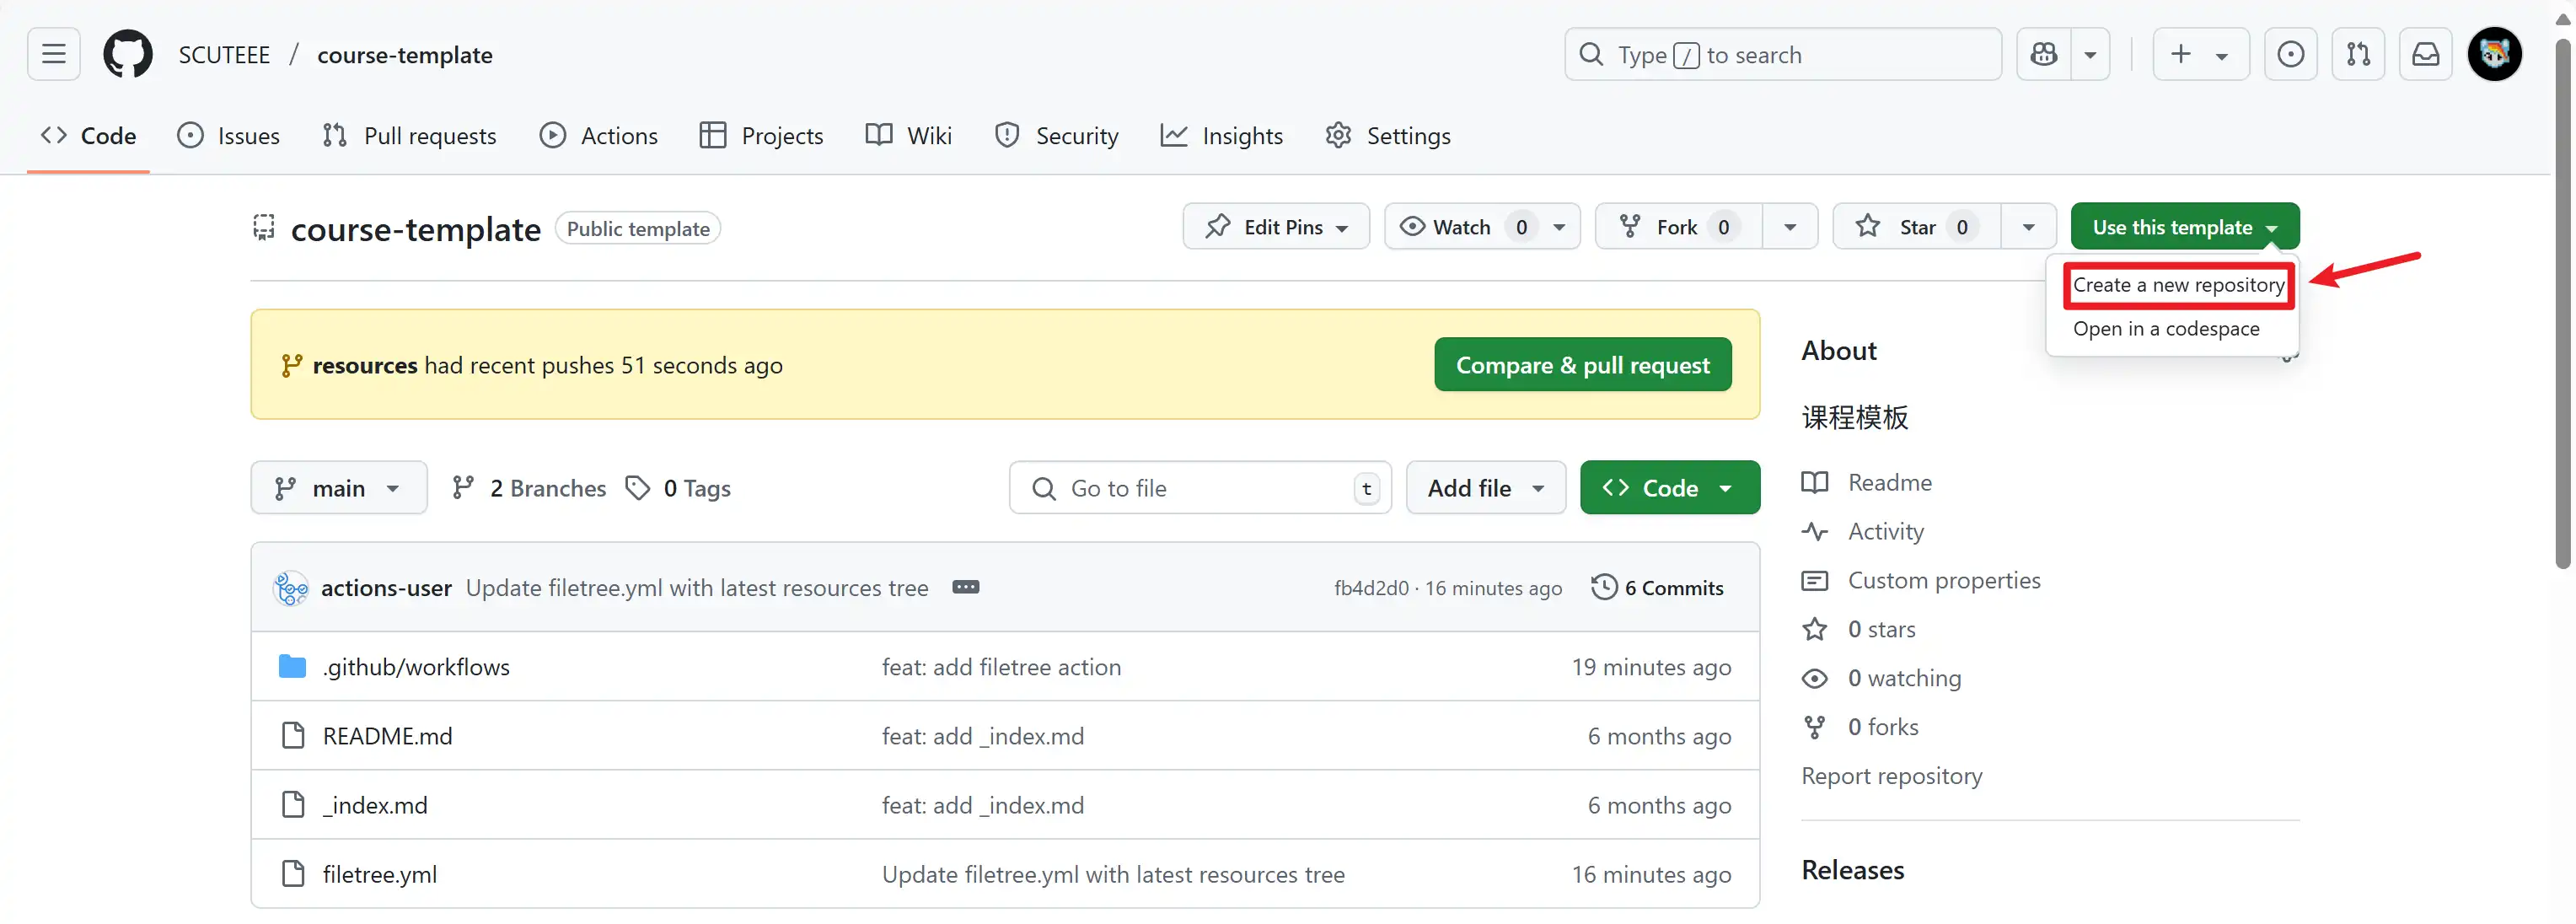 SCUTEEE / course-template
Type / to search
Code
Issues
Pull requests
Actions
Projects
Wiki
Security
Insights
Settings
course-template
Public template
Edit Pins
Watch 0
Fork 0
Star 0
Use this template
Create a new repository
Open in a codespace
resources had recent pushes 51 seconds ago
Compare & pull request
main
2 Branches
0 Tags
Go to file
t
Add file
Code
actions-user Update filetree.yml with latest resources tree
fb4d2d0 · 16 minutes ago
6 Commits
.github/workflows
feat: add filetree action
19 minutes ago
README.md
feat: add _index.md
6 months ago
_index.md
feat: add _index.md
6 months ago
filetree.yml
Update filetree.yml with latest resources tree
16 minutes ago
About
课程模板
Readme
Activity
Custom properties
0 stars
0 watching
0 forks
Report repository
Releases